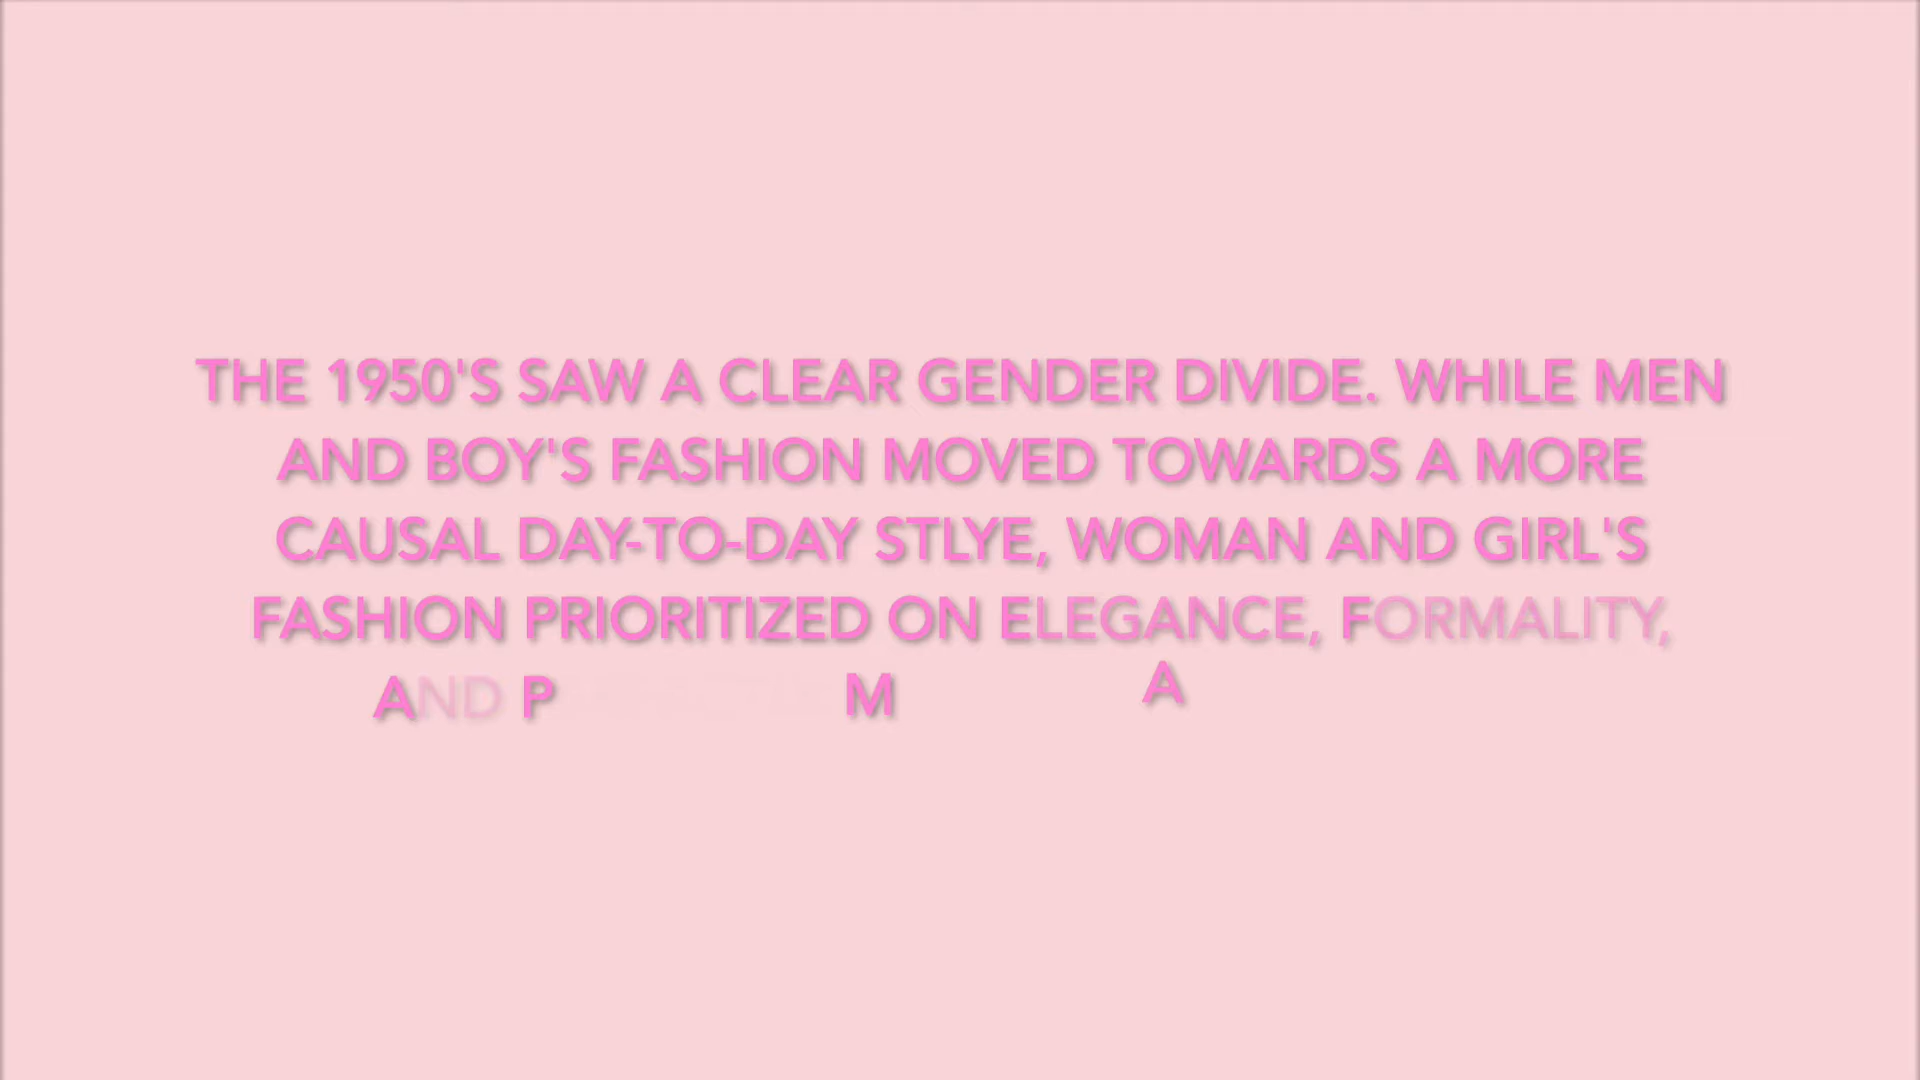 THE 1950'S SAW A CLEAR GENDER DIVIDE. WHILE MEN
AND BOY'S FASHION MOVED TOWARDS A MORE
CAUSAL DAY-TO-DAY STLYE, WOMAN AND GIRL'S
FASHION PRIORITIZED ON ELEGANCE, FORMALITY,
AND P M A